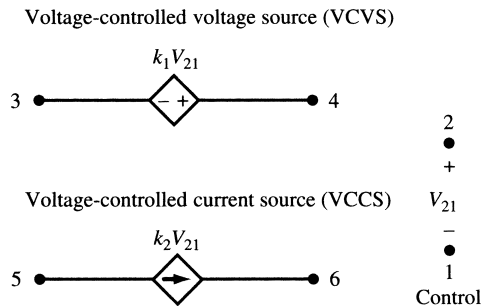 Voltage-controlled voltage source (VCVS)
k₁V₂₁
3 − + 4
2
+
Voltage-controlled current source (VCCS)
V₂₁
k₂V₂₁
−
5 6
1
Control